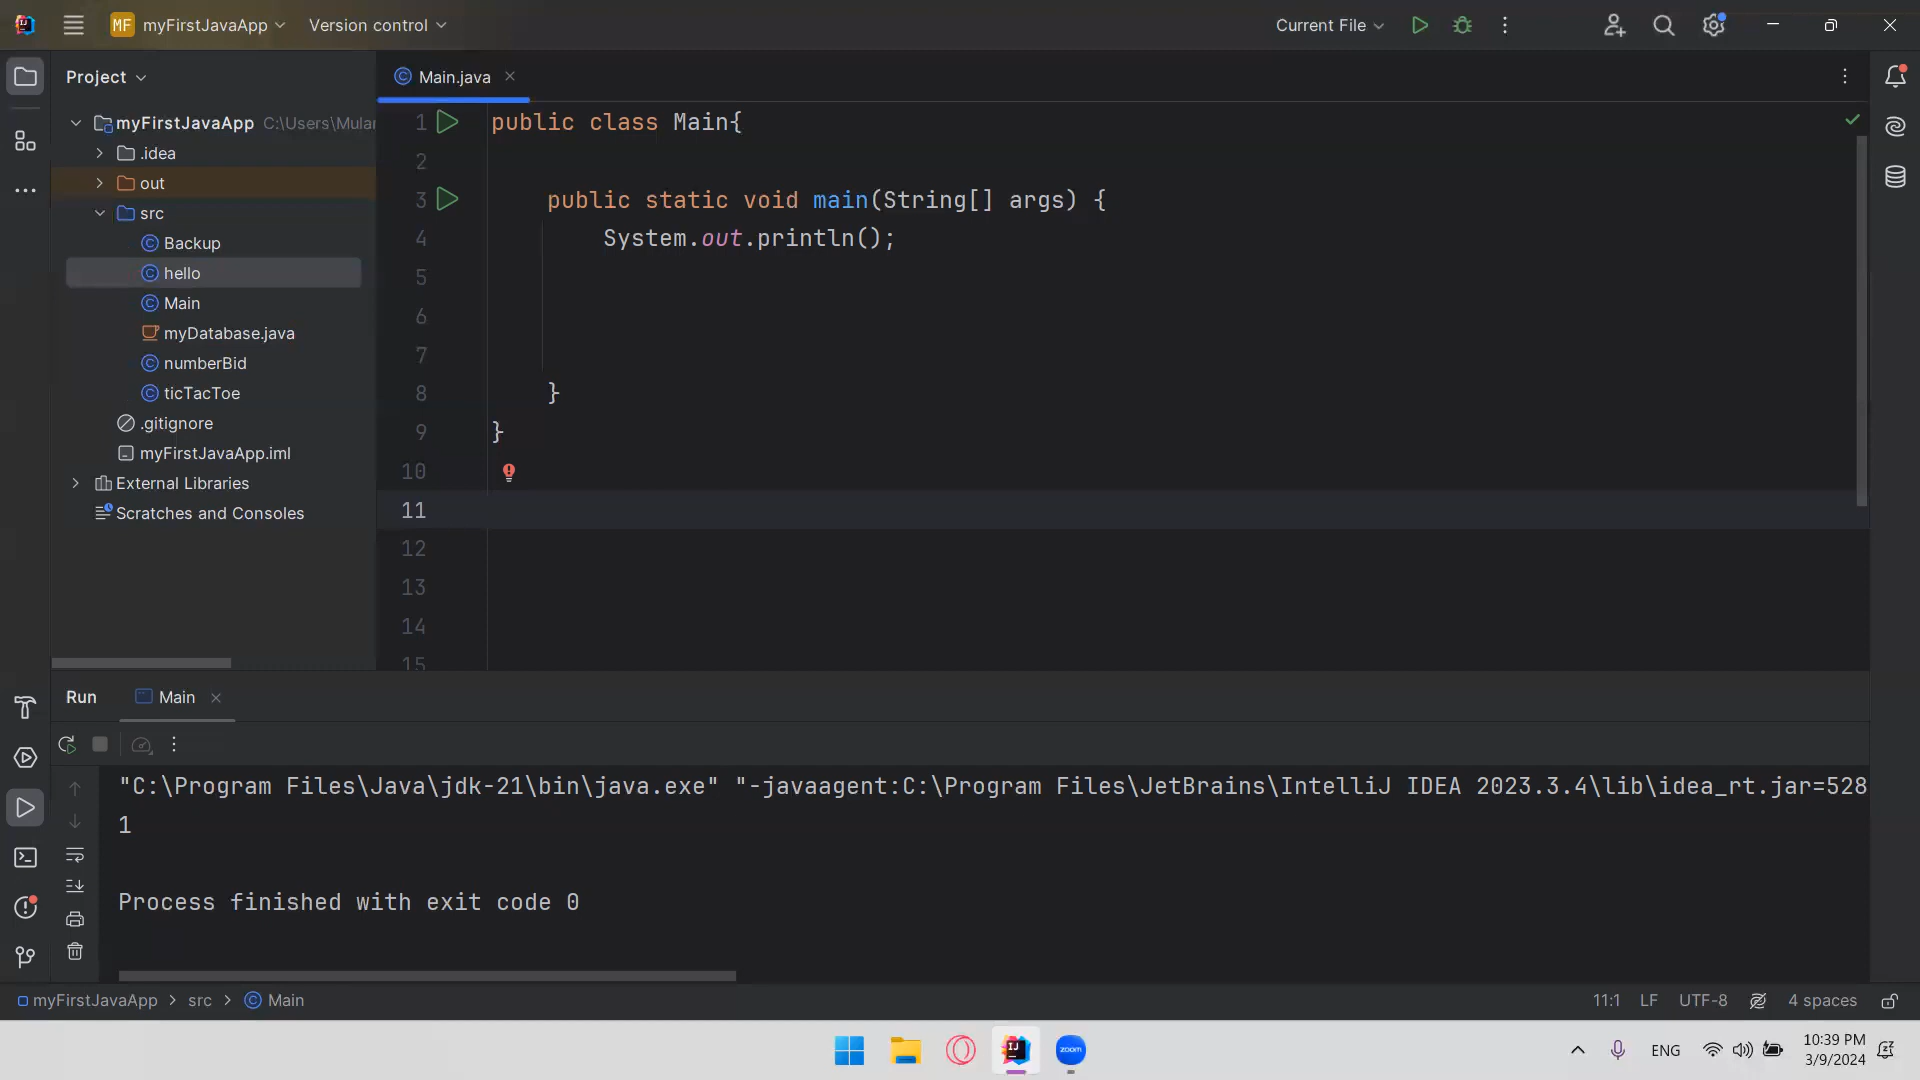 MF myFirstJavaApp Version control Current File
Project Main.java
myFirstJavaApp C:\Users\Mular
.idea
out
src
Backup
hello
Main
myDatabase.java
numberBid
ticTacToe
.gitignore
myFirstJavaApp.iml
External Libraries
Scratches and Consoles
1 public class Main{
2
3 public static void main(String[] args) {
4 System.out.println();
5
6
7
8 }
9 }
10
11
12
13
14
15
Run Main
"C:\Program Files\Java\jdk-21\bin\java.exe" "-javaagent:C:\Program Files\JetBrains\IntelliJ IDEA 2023.3.4\lib\idea_rt.jar=528
1
Process finished with exit code 0
myFirstJavaApp > src > Main 11:1 LF UTF-8 4 spaces
IJ zoom ENG 10:39 PM
3/9/2024